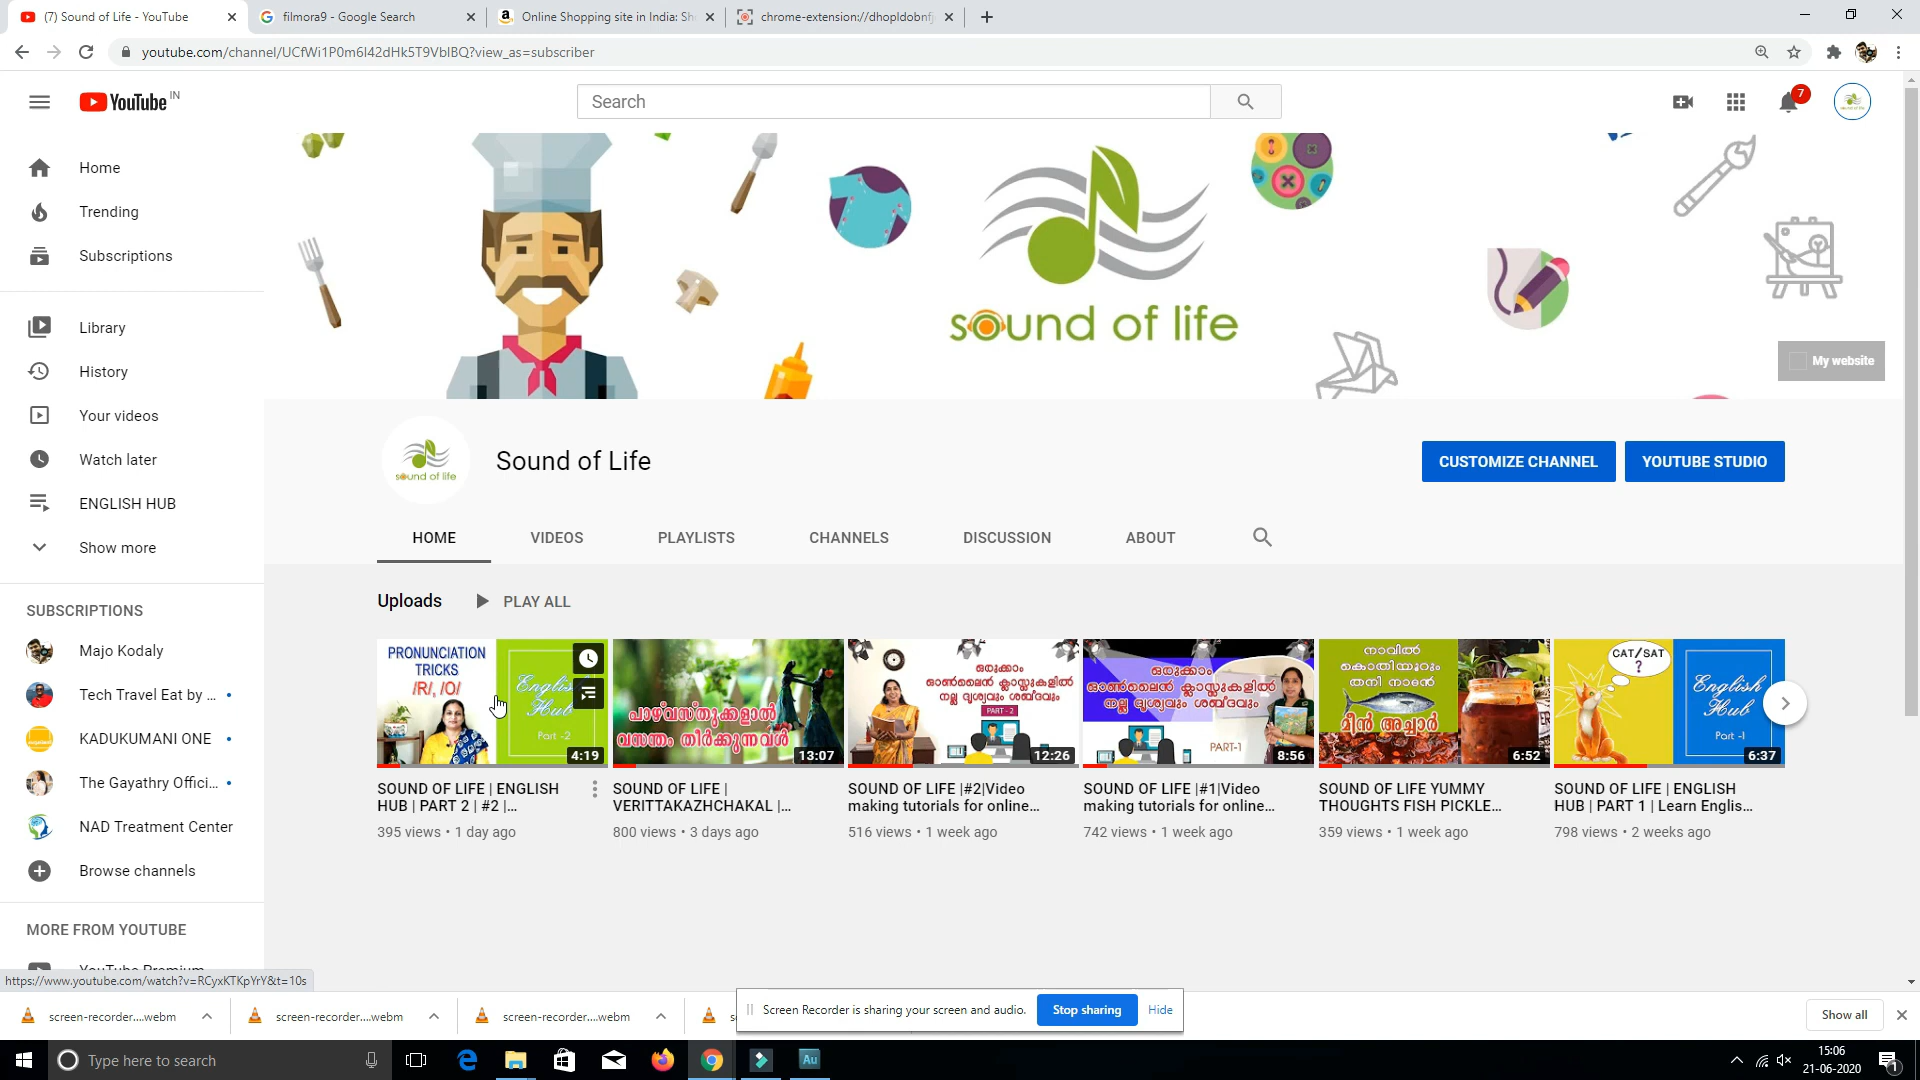 (7) Sound of Life - YouTube
filmora9 - Google Search
Online Shopping site in India: Sh
chrome-extension://dhopldobnfj
youtube.com/channel/UCfWi1P0m6I42dHk5T9VblBQ?view_as=subscriber
YouTube IN
Search
7
Home
Trending
Subscriptions
Library
History
Your videos
Watch later
ENGLISH HUB
Show more
SUBSCRIPTIONS
Majo Kodaly
Tech Travel Eat by ...
KADUKUMANI ONE
The Gayathry Offici...
NAD Treatment Center
Browse channels
MORE FROM YOUTUBE
YouTube Premium
sound of life
My website
sound of life
Sound of Life
CUSTOMIZE CHANNEL
YOUTUBE STUDIO
HOME
VIDEOS
PLAYLISTS
CHANNELS
DISCUSSION
ABOUT
Uploads
PLAY ALL
PRONUNCIATION
TRICKS
/R/, /O/
English
Hub
Part -2
4:19
SOUND OF LIFE | ENGLISH
HUB | PART 2 | #2 |...
395 views • 1 day ago
പാഴ്‌വസ്തുക്കളാൽ
വസന്തം തീർക്കുന്നവൾ
13:07
SOUND OF LIFE |
VERITTAKAZHCHAKAL |...
800 views • 3 days ago
ഒരുക്കാം
ഓൺലൈൻ ക്ലാസ്സുകളിൽ
നല്ല ദൃശ്യവും ശബ്ദവും
PART - 2
12:26
SOUND OF LIFE |#2|Video
making tutorials for online...
516 views • 1 week ago
ഒരുക്കാം
ഓൺലൈൻ ക്ലാസ്സുകളിൽ
നല്ല ദൃശ്യവും ശബ്ദവും
PART-1
8:56
SOUND OF LIFE |#1|Video
making tutorials for online...
742 views • 1 week ago
നാവിൽ
കൊതിയൂറും
തനി നാടൻ
മീൻ അച്ചാർ
6:52
SOUND OF LIFE YUMMY
THOUGHTS FISH PICKLE...
359 views • 1 week ago
CAT/SAT
?
English
Hub
Part -1
6:37
SOUND OF LIFE | ENGLISH
HUB | PART 1 | Learn Englis...
798 views • 2 weeks ago
https://www.youtube.com/watch?v=RCyxKTKpYrY&t=10s
screen-recorder....webm
screen-recorder....webm
screen-recorder....webm
Screen Recorder is sharing your screen and audio.
Stop sharing
Hide
Show all
Type here to search
Au
15:06
21-06-2020
1